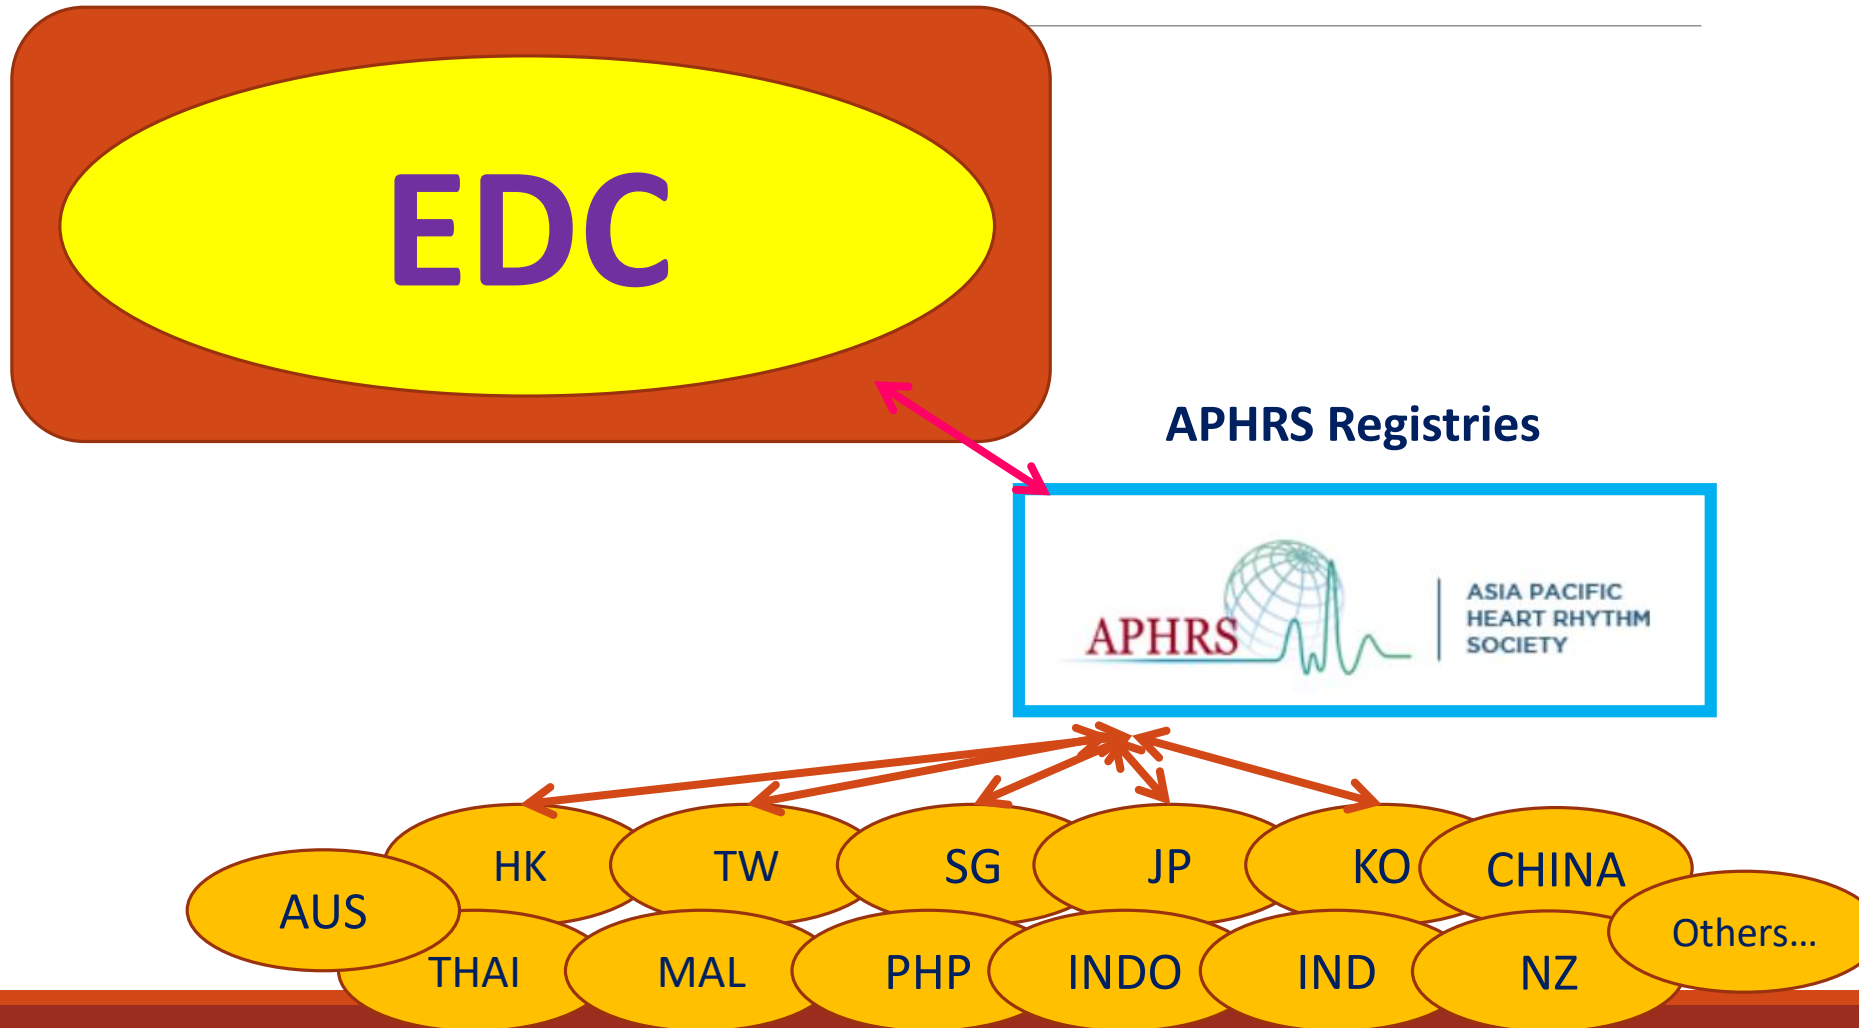 EDC
APHRS Registries
APHRS
ASIA PACIFIC
HEART RHYTHM
SOCIETY
HK
TW
SG
JP
KO
CHINA
AUS
Others...
THAI
MAL
PHP
INDO
IND
NZ